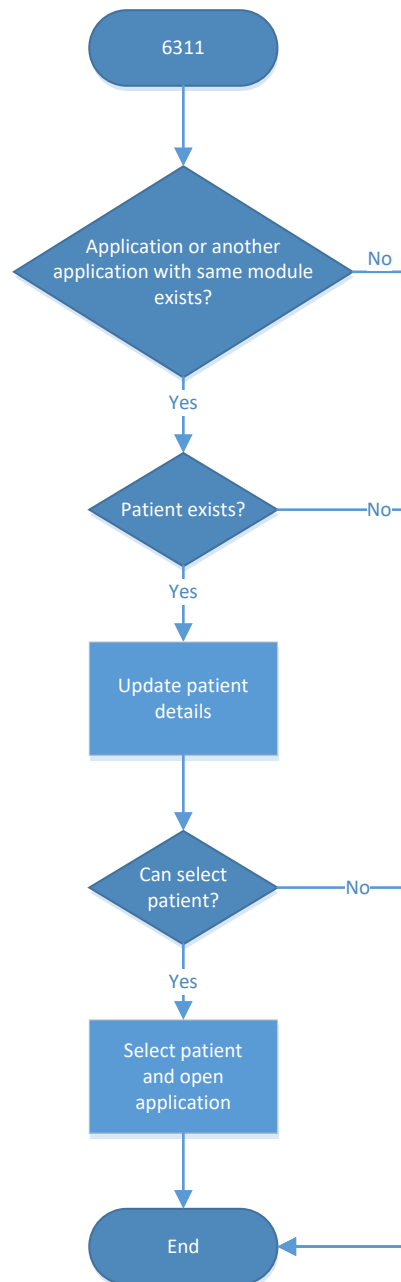 6311
Application or another
application with same module
exists?
No
Yes
Patient exists?
No
Yes
Update patient
details
Can select
patient?
No
Yes
Select patient
and open
application
End